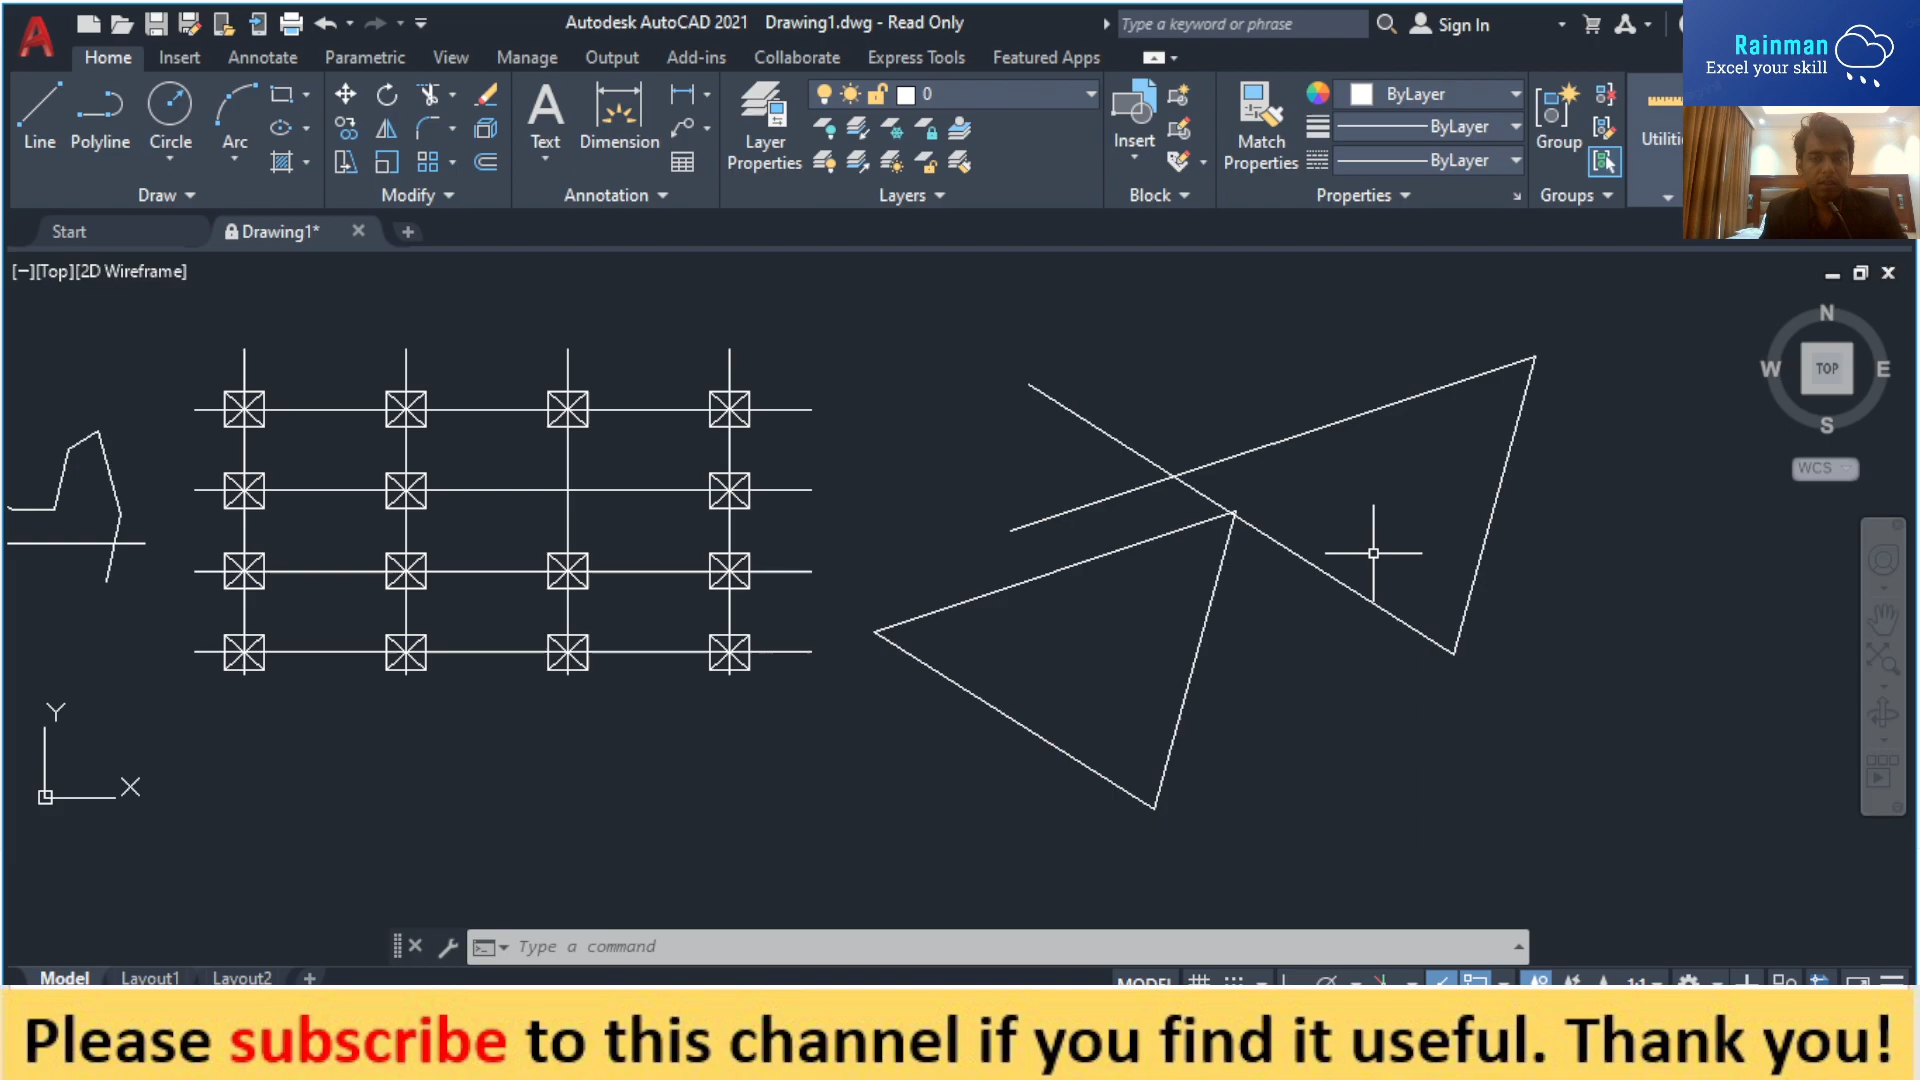 Autodesk AutoCAD 2021 Drawing1.dwg - Read Only
Type a keyword or phrase
Sign In
Rainman
Excel your skill
Home Insert Annotate Parametric View Manage Output Add-ins Collaborate Express Tools Featured Apps
0
ByLayer
ByLayer
ByLayer
Line Polyline Circle Arc
Text Dimension
Layer Properties
Insert
Match Properties
Group
Draw Modify Annotation Layers Block Properties Groups
Start Drawing1*
[−][Top][2D Wireframe]
N
W TOP E
S
WCS
Y
X
Type a command
Model Layout1 Layout2 +
MODEL
Please subscribe to this channel if you find it useful. Thank you!